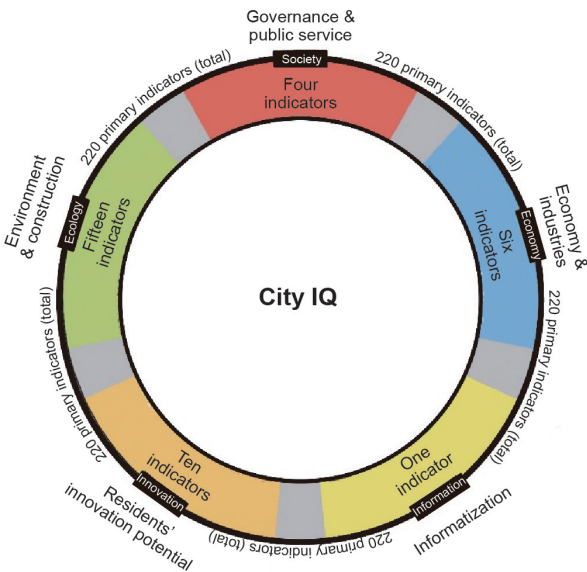 Governance &
public service
Society
Four
indicators
220 primary indicators (total)
Economy &
industries
Economy
Six
indicators
220 primary indicators (total)
Informatization
Information
One
indicator
220 primary indicators (total)
Residents'
innovation potential
Innovation
Ten
indicators
220 primary indicators (total)
Environment
& construction
Ecology
Fifteen
indicators
220 primary indicators (total)
City IQ